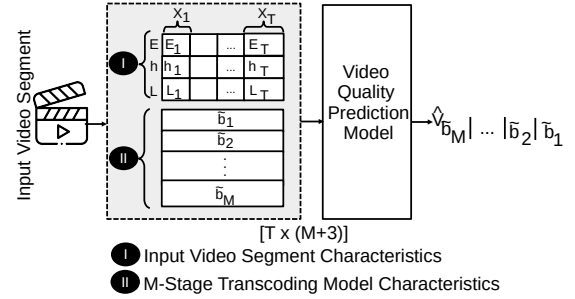 Input Video Segment
X1 XT
E E1 ... ET
I h h1 ... hT
L L1 ... LT
II b̃1
b̃2
⋮
b̃M
[T x (M+3)]
Video
Quality
Prediction
Model
V̂b̃M| ... |b̃2|b̃1
I Input Video Segment Characteristics
II M-Stage Transcoding Model Characteristics